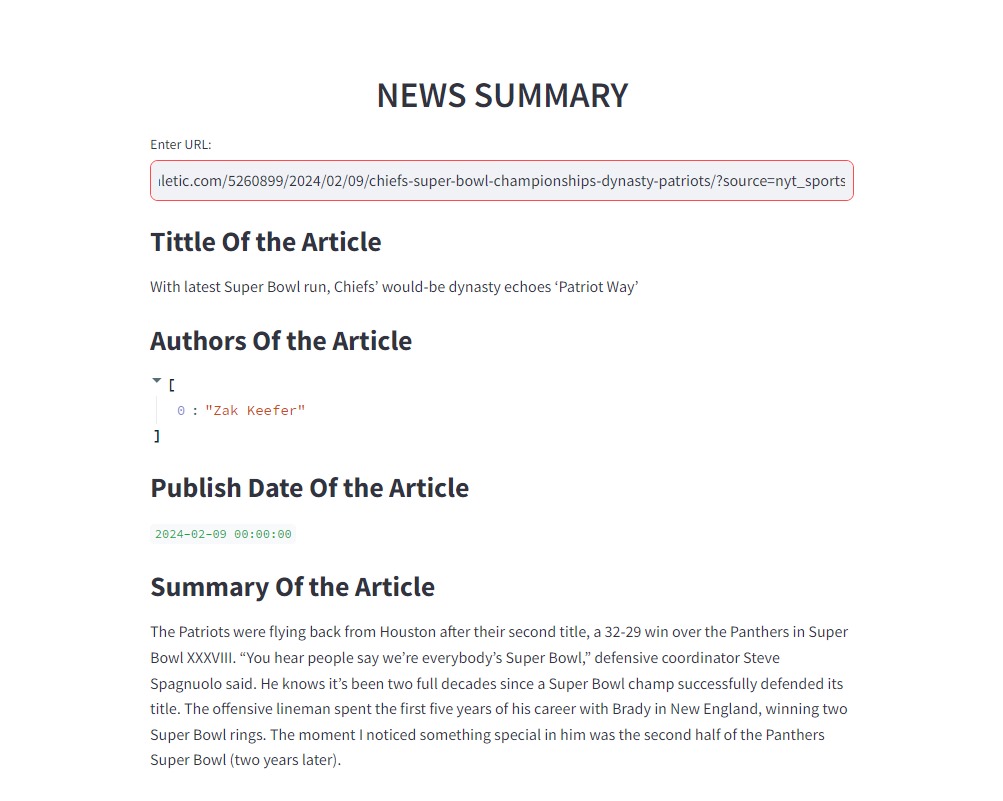 NEWS SUMMARY
Enter URL:
letic.com/5260899/2024/02/09/chiefs-super-bowl-championships-dynasty-patriots/?source=nyt_sports
Tittle Of the Article
With latest Super Bowl run, Chiefs’ would-be dynasty echoes ‘Patriot Way’
Authors Of the Article
[
0 : "Zak Keefer"
]
Publish Date Of the Article
2024-02-09 00:00:00
Summary Of the Article
The Patriots were flying back from Houston after their second title, a 32-29 win over the Panthers in Super
Bowl XXXVIII. “You hear people say we’re everybody’s Super Bowl,” defensive coordinator Steve
Spagnuolo said. He knows it’s been two full decades since a Super Bowl champ successfully defended its
title. The offensive lineman spent the first five years of his career with Brady in New England, winning two
Super Bowl rings. The moment I noticed something special in him was the second half of the Panthers
Super Bowl (two years later).